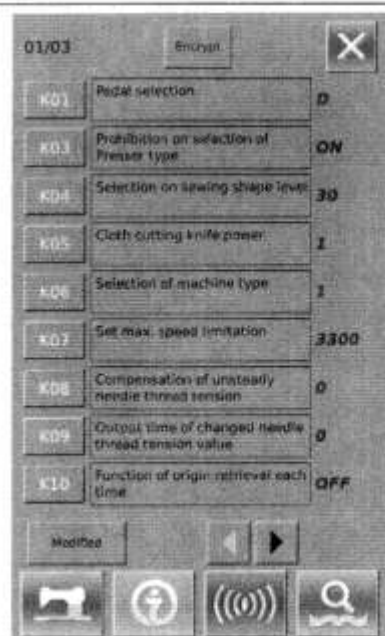 01/03 Encrypt
K01 Pedal selection 0
K03 Prohibition on selection of
Presser type ON
K04 Selection on sewing shape level 30
K05 Cloth cutting knife power 1
K06 Selection of machine type 1
K07 Set max. speed limitation 3300
K08 Compensation of unsteady
needle thread tension 0
K09 Output time of changed needle
thread tension value 0
K10 Function of origin retrieval each
time OFF
Modified